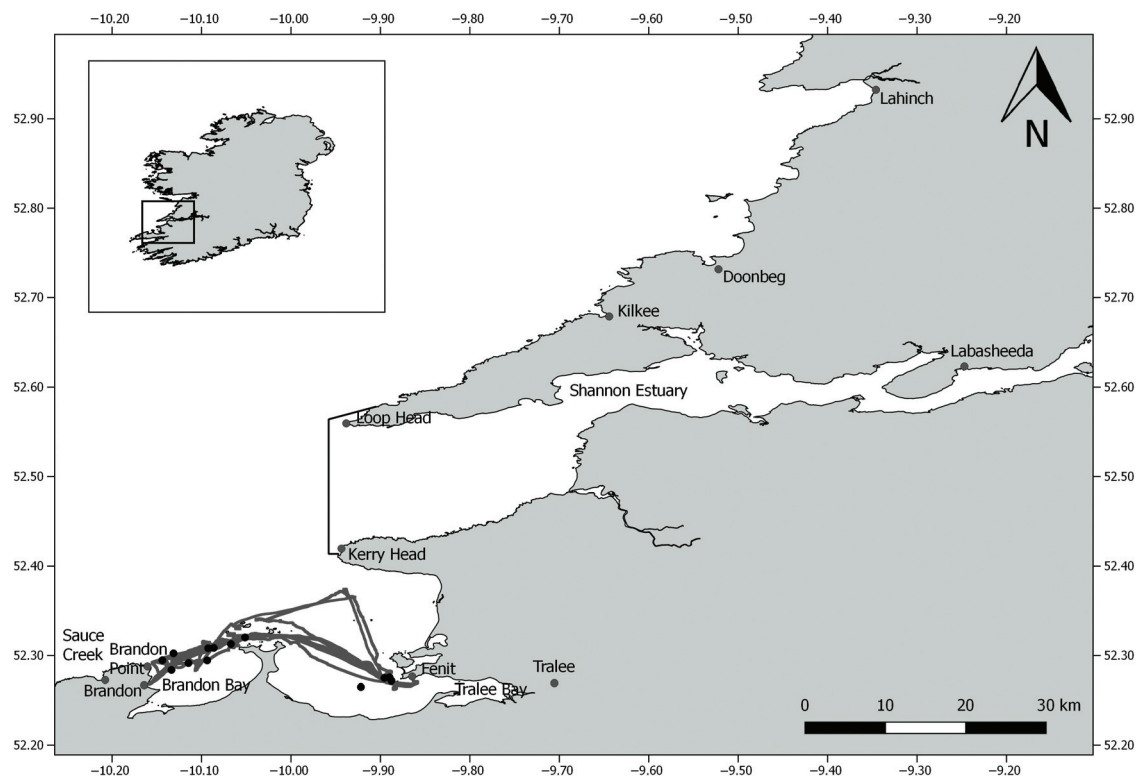 −10.20 −10.10 −10.00 −9.90 −9.80 −9.70 −9.60 −9.50 −9.40 −9.30 −9.20
N
52.90 52.90
52.80 52.80
52.70 52.70
52.60 52.60
52.50 52.50
52.40 52.40
52.30 52.30
52.20 52.20
Lahinch
Doonbeg
Kilkee
Labasheeda
Shannon Estuary
Loop Head
Kerry Head
Sauce
Creek
Brandon
Point
Brandon
Brandon Bay
Fenit
Tralee
Tralee Bay
0 10 20 30 km
−10.20 −10.10 −10.00 −9.90 −9.80 −9.70 −9.60 −9.50 −9.40 −9.30 −9.20